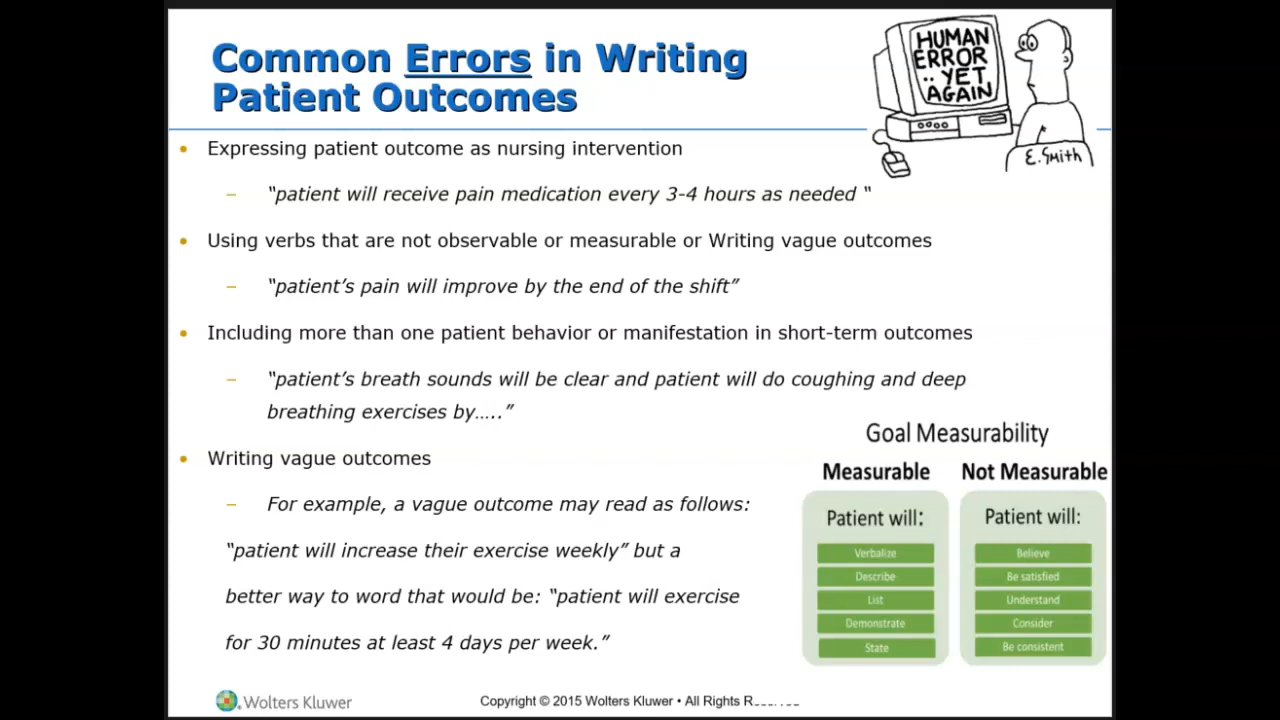 Common Errors in Writing
Patient Outcomes
HUMAN
ERROR
..YET
AGAIN
E.Smith
• Expressing patient outcome as nursing intervention
– “patient will receive pain medication every 3-4 hours as needed “
• Using verbs that are not observable or measurable or Writing vague outcomes
– “patient’s pain will improve by the end of the shift”
• Including more than one patient behavior or manifestation in short-term outcomes
– “patient’s breath sounds will be clear and patient will do coughing and deep
breathing exercises by…..”
• Writing vague outcomes
– For example, a vague outcome may read as follows:
“patient will increase their exercise weekly” but a
better way to word that would be: “patient will exercise
for 30 minutes at least 4 days per week.”
Goal Measurability
Measurable
Patient will:
Verbalize
Describe
List
Demonstrate
State
Not Measurable
Patient will:
Believe
Be satisfied
Understand
Consider
Be consistent
Wolters Kluwer
Copyright © 2015 Wolters Kluwer • All Rights